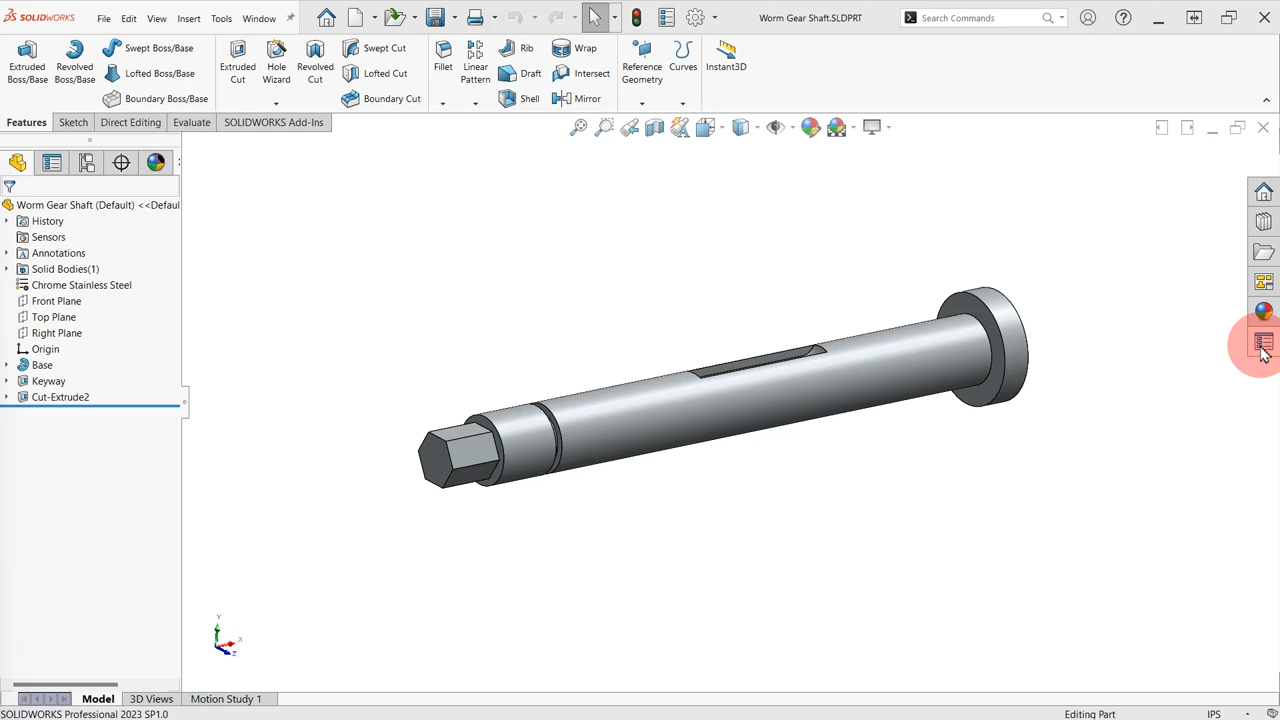 SOLIDWORKS
File
Edit
View
Insert
Tools
Window
Worm Gear Shaft.SLDPRT
Search Commands
Extruded Boss/Base
Revolved Boss/Base
Swept Boss/Base
Lofted Boss/Base
Boundary Boss/Base
Extruded Cut
Hole Wizard
Revolved Cut
Swept Cut
Lofted Cut
Boundary Cut
Fillet
Linear Pattern
Rib
Draft
Shell
Wrap
Intersect
Mirror
Reference Geometry
Curves
Instant3D
Features
Sketch
Direct Editing
Evaluate
SOLIDWORKS Add-Ins
Worm Gear Shaft (Default) <<Defaul
History
Sensors
Annotations
Solid Bodies(1)
Chrome Stainless Steel
Front Plane
Top Plane
Right Plane
Origin
Base
Keyway
Cut-Extrude2
Y
X
Z
Model
3D Views
Motion Study 1
SOLIDWORKS Professional 2023 SP1.0
Editing Part
IPS